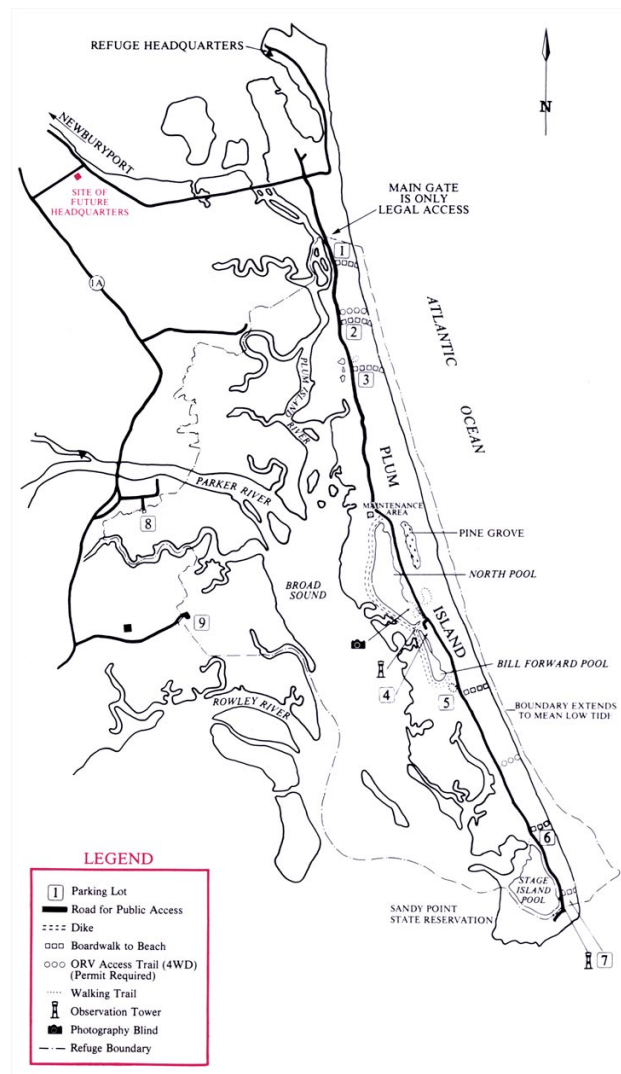 REFUGE HEADQUARTERS
N
NEWBURYPORT
SITE OF
FUTURE
HEADQUARTERS
MAIN GATE
IS ONLY
LEGAL ACCESS
1
1A
2
ATLANTIC
OCEAN
3
PLUM ISLAND
RIVER
PLUM
PARKER RIVER
MAINTENANCE
AREA
8
PINE GROVE
NORTH POOL
BROAD
SOUND
ISLAND
9
BILL FORWARD POOL
4
5
ROWLEY RIVER
BOUNDARY EXTENDS
TO MEAN LOW TIDE
6
STAGE
ISLAND
POOL
SANDY POINT
STATE RESERVATION
7
LEGEND
1 Parking Lot
Road for Public Access
Dike
Boardwalk to Beach
ORV Access Trail (4WD)
(Permit Required)
Walking Trail
Observation Tower
Photography Blind
Refuge Boundary